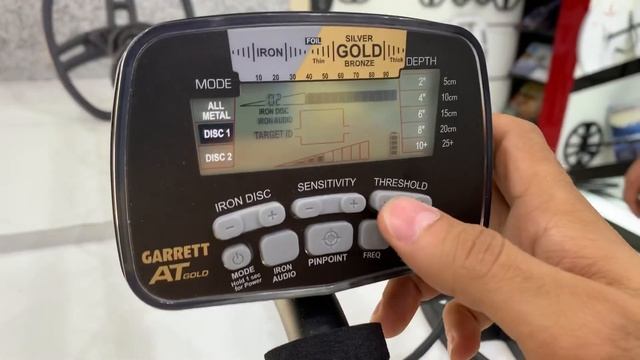 FOIL
SILVER
IRON
GOLD
Thin
BRONZE
Thick
10 20 30 40 50 60 70 80 90
DEPTH
MODE
2" 5cm
4" 10cm
6" 15cm
8" 20cm
10+ 25+
ALL METAL
DISC 1
DISC 2
02
IRON DISC
IRON AUDIO
TARGET ID
IRON DISC
SENSITIVITY
THRESHOLD
- +
- +
GARRETT
AT GOLD
MODE
Hold 1 sec
for Power
IRON
AUDIO
PINPOINT
FREQ